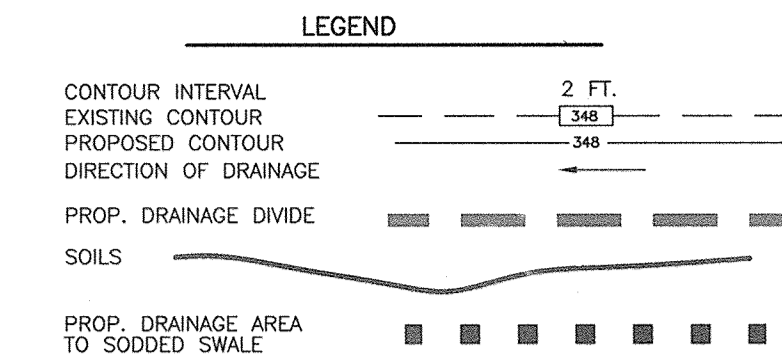 LEGEND
CONTOUR INTERVAL 2 FT.
EXISTING CONTOUR 348
PROPOSED CONTOUR 348
DIRECTION OF DRAINAGE
PROP. DRAINAGE DIVIDE
SOILS
PROP. DRAINAGE AREA
TO SODDED SWALE